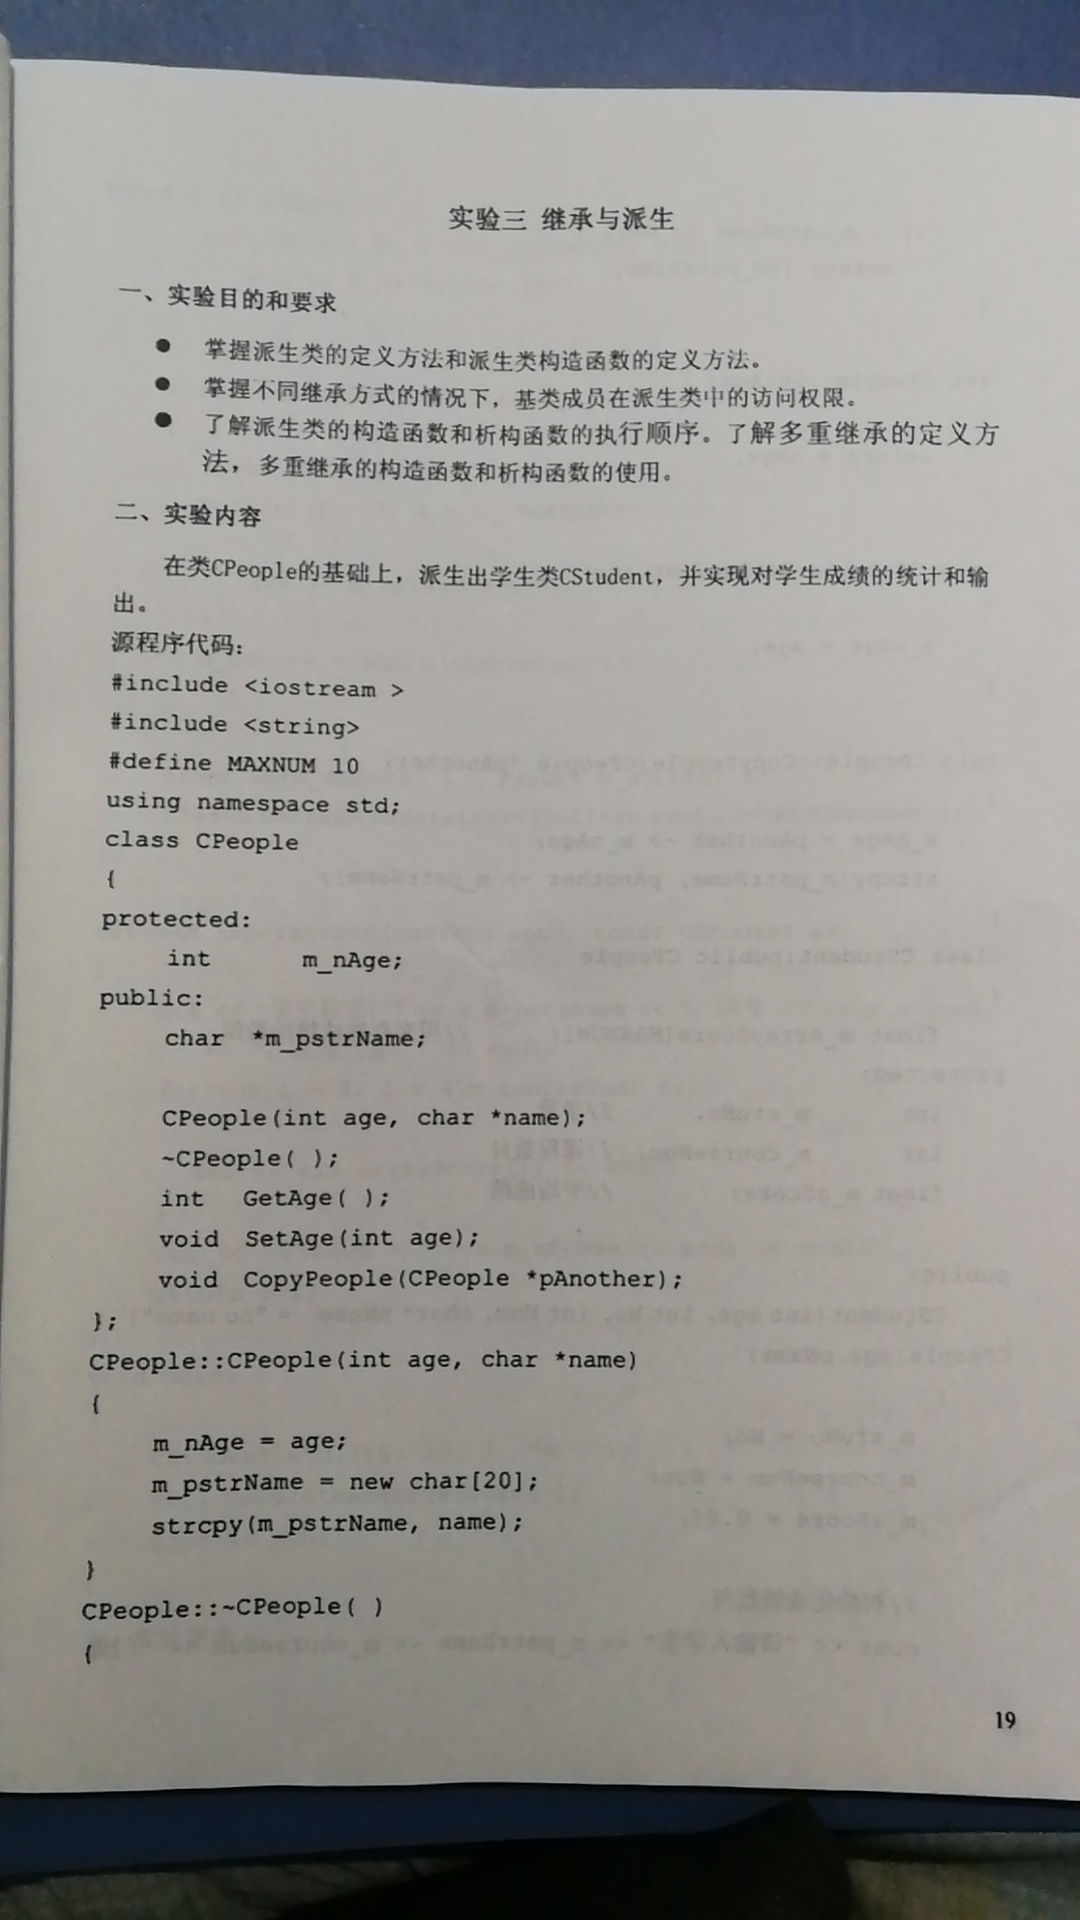 实验三 继承与派生
一、实验目的和要求
● 掌握派生类的定义方法和派生类构造函数的定义方法。
● 掌握不同继承方式的情况下，基类成员在派生类中的访问权限。
● 了解派生类的构造函数和析构函数的执行顺序。了解多重继承的定义方
法，多重继承的构造函数和析构函数的使用。
二、实验内容
在类CPeople的基础上，派生出学生类CStudent，并实现对学生成绩的统计和输
出。
源程序代码：
#include <iostream >
#include <string>
#define MAXNUM 10
using namespace std;
class CPeople
{
protected:
int m_nAge;
public:
char *m_pstrName;
CPeople(int age, char *name);
~CPeople( );
int GetAge( );
void SetAge(int age);
void CopyPeople(CPeople *pAnother);
};
CPeople::CPeople(int age, char *name)
{
m_nAge = age;
m_pstrName = new char[20];
strcpy(m_pstrName, name);
}
CPeople::~CPeople( )
{
19